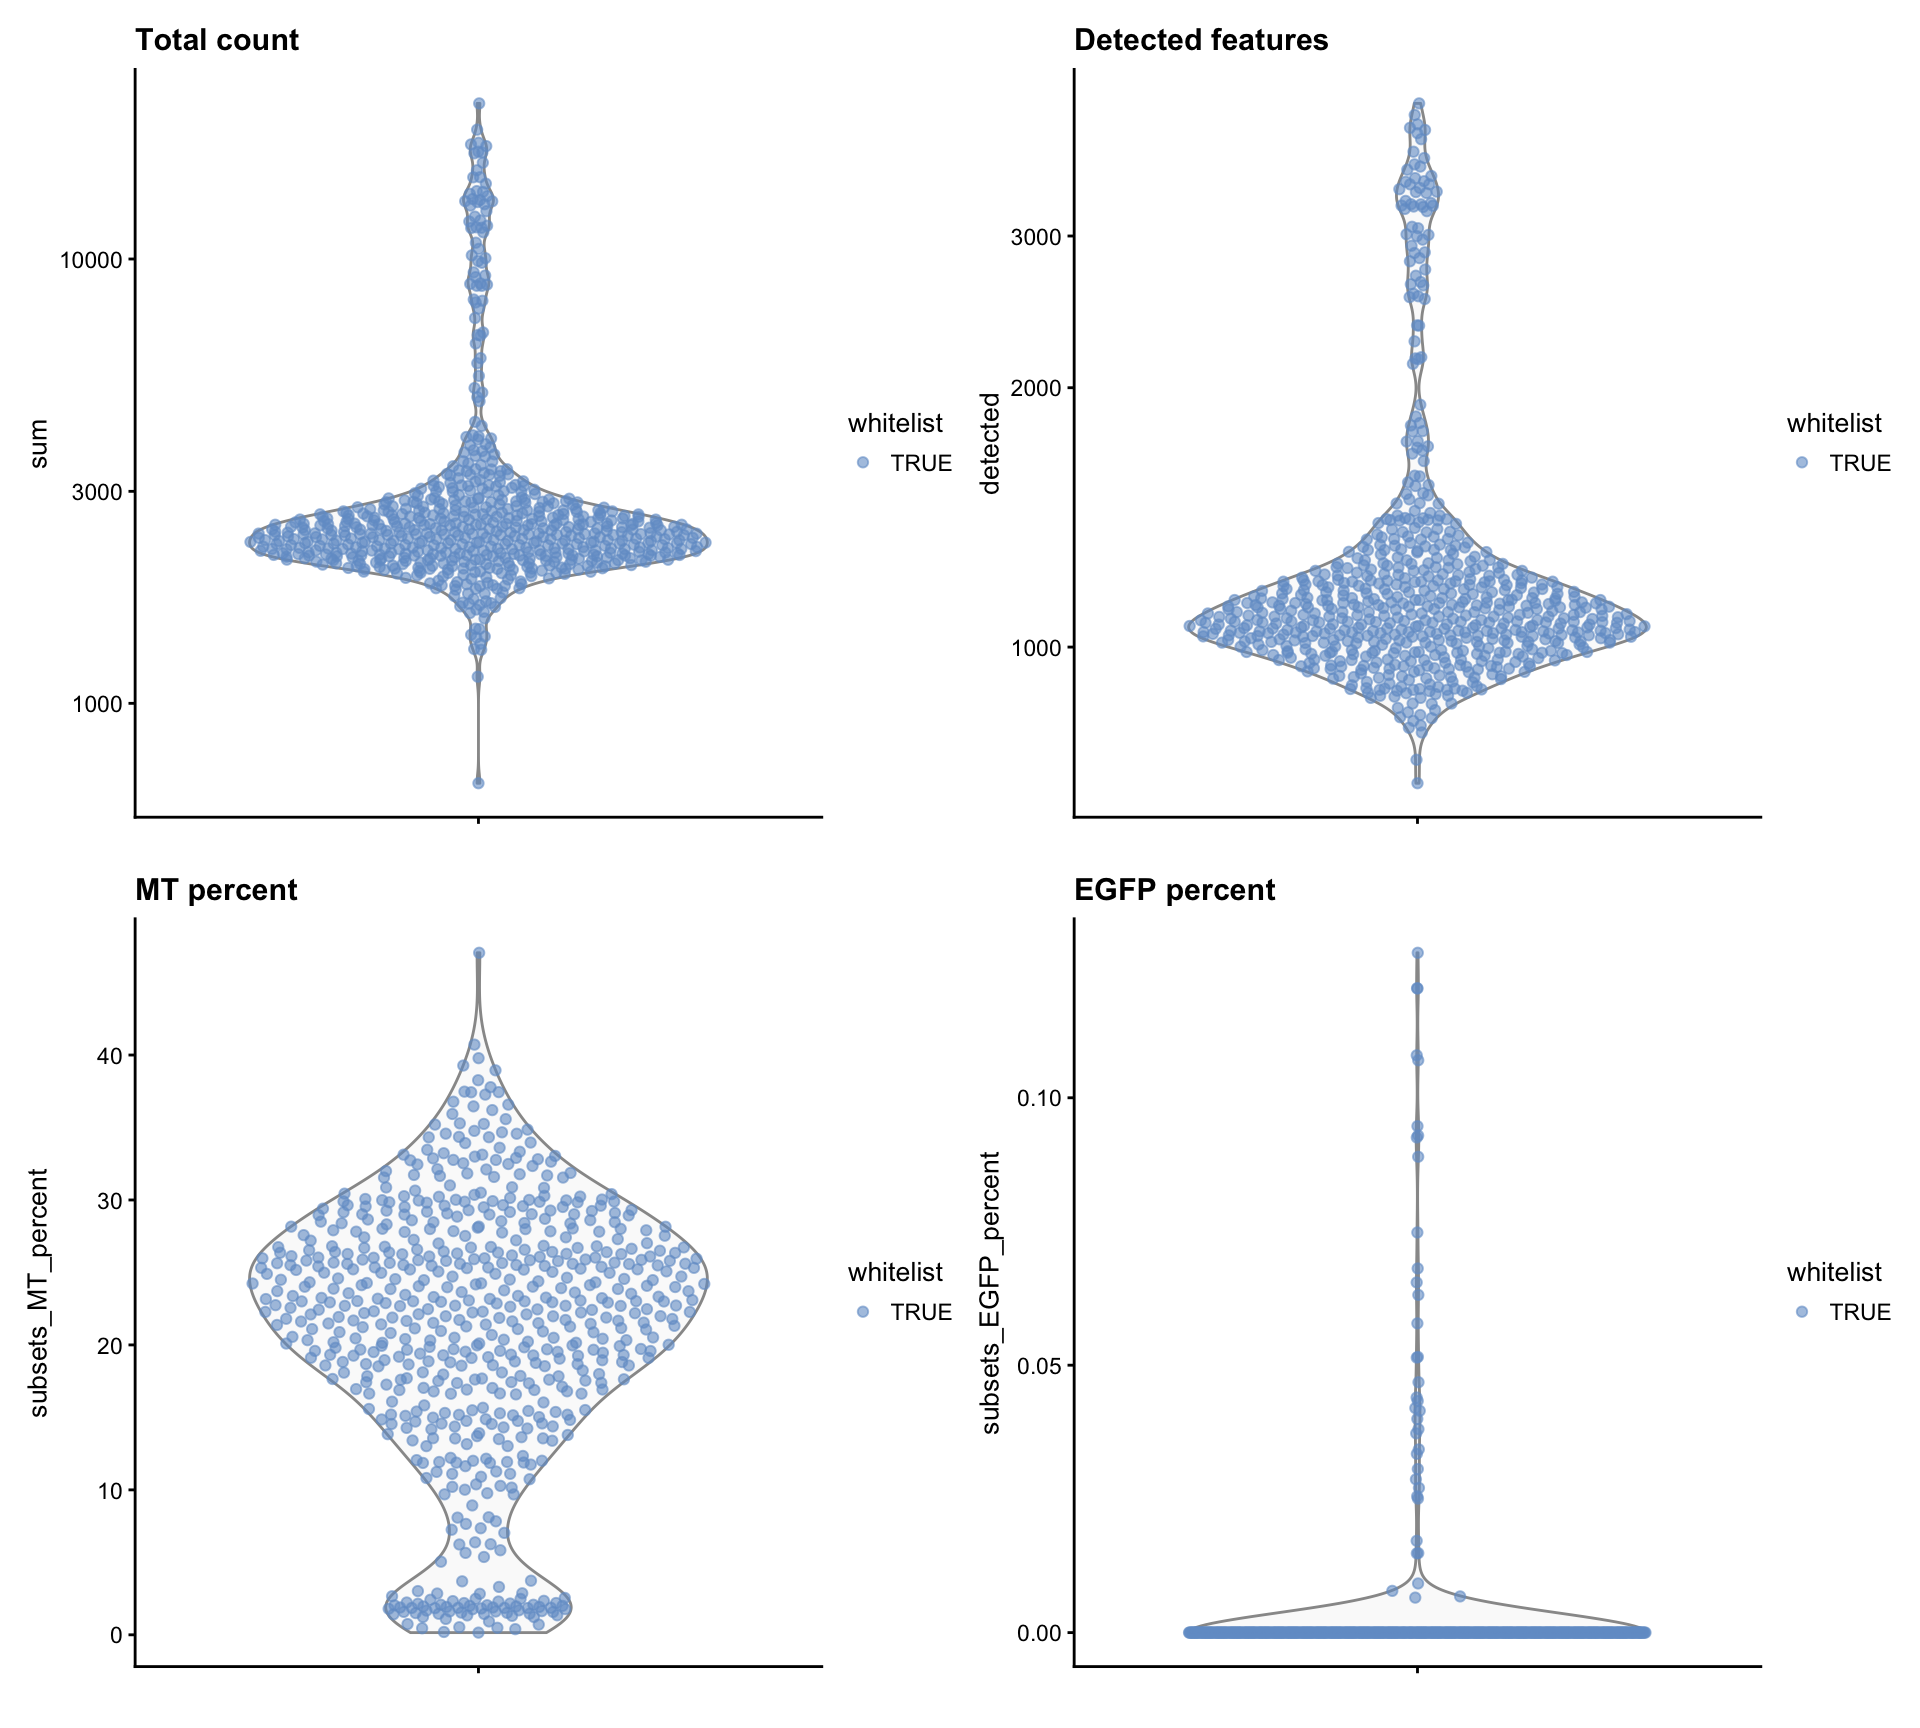 Total count
sum
10000
3000
1000
whitelist
TRUE
Detected features
detected
3000
2000
1000
whitelist
TRUE
MT percent
subsets_MT_percent
40
30
20
10
0
whitelist
TRUE
EGFP percent
subsets_EGFP_percent
0.10
0.05
0.00
whitelist
TRUE